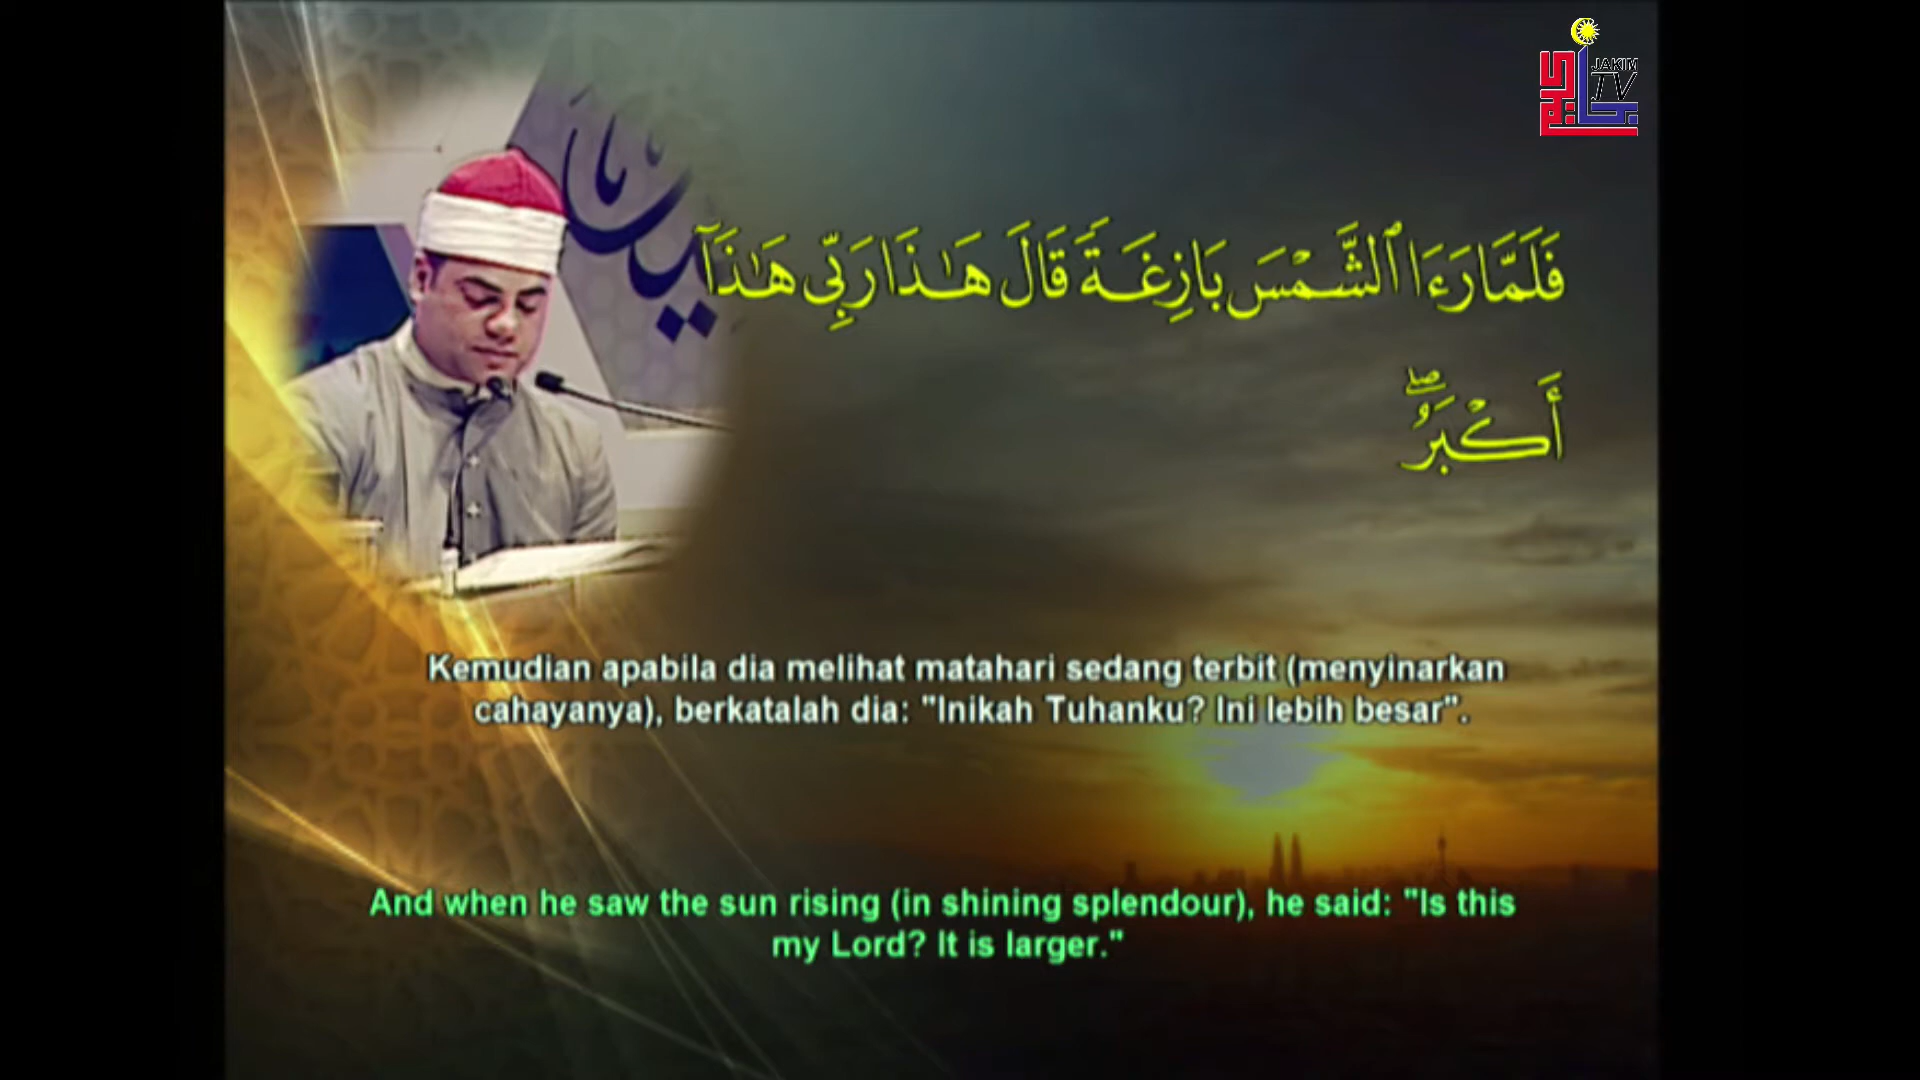 JAKIM
TV
فَلَمَّا رَءَا ٱلشَّمْسَ بَازِغَةً قَالَ هَـٰذَا رَبِّى هَـٰذَآ
أَكْبَرُ ۖ
Kemudian apabila dia melihat matahari sedang terbit (menyinarkan
cahayanya), berkatalah dia: "Inikah Tuhanku? Ini lebih besar".
And when he saw the sun rising (in shining splendour), he said: "Is this
my Lord? It is larger."